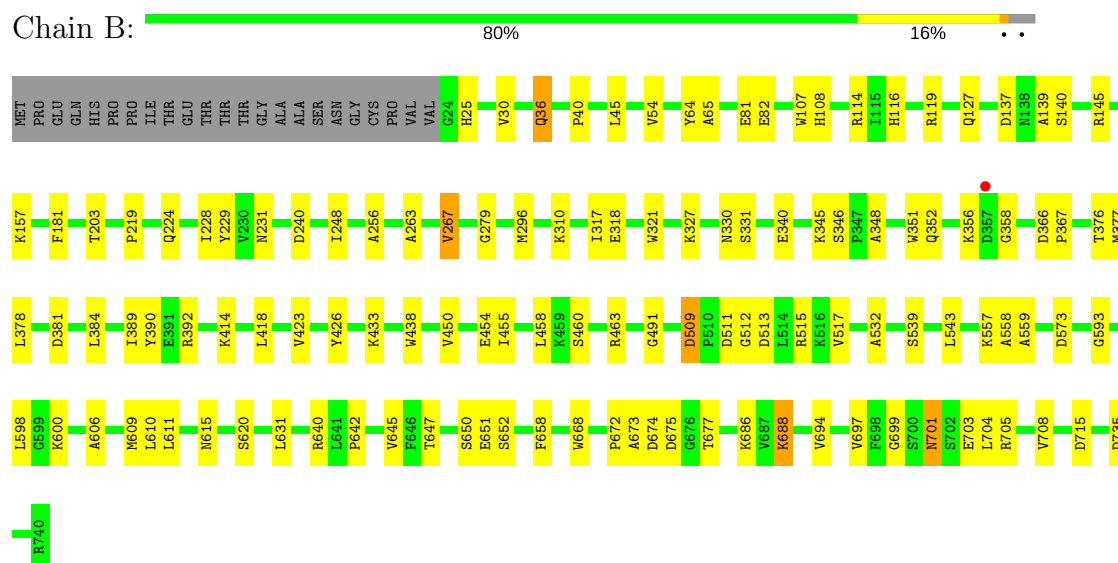 Chain B:
80% 16% • •
MET PRO GLU GLN HIS PRO PRO ILE THR GLU THR THR THR GLY ALA ALA SER ASN GLY CYS PRO VAL VAL G24 H25 V30 Q36 P40 L45 V54 Y64 A65 E81 E82 W107 H108 R114 I115 H116 R119 Q127 D137 N138 A139 S140 R145
K157 F181 T203 P219 Q224 I228 Y229 V230 N231 D240 I248 A256 A263 V267 G279 M296 K310 I317 E318 W321 K327 N330 S331 E340 K345 S346 P347 A348 W351 Q352 K356 D357 G358 D366 P367 T376 M377
L378 D381 L384 I389 Y390 E391 R392 K414 L418 V423 Y426 K433 W438 V450 E454 I455 L458 K459 S460 R463 G491 D509 P510 D511 G512 D513 L514 R515 K516 V517 A532 S539 L543 K557 A558 A559 D573 G593
L598 G599 K600 A606 M609 L610 L611 N615 S620 L631 R640 L641 P642 V645 F646 T647 S650 E651 S652 F658 W668 P672 A673 D674 D675 G676 T677 K686 V687 K688 V694 V697 F698 G699 S700 N701 S702 E703 L704 R705 V708 D715
R740